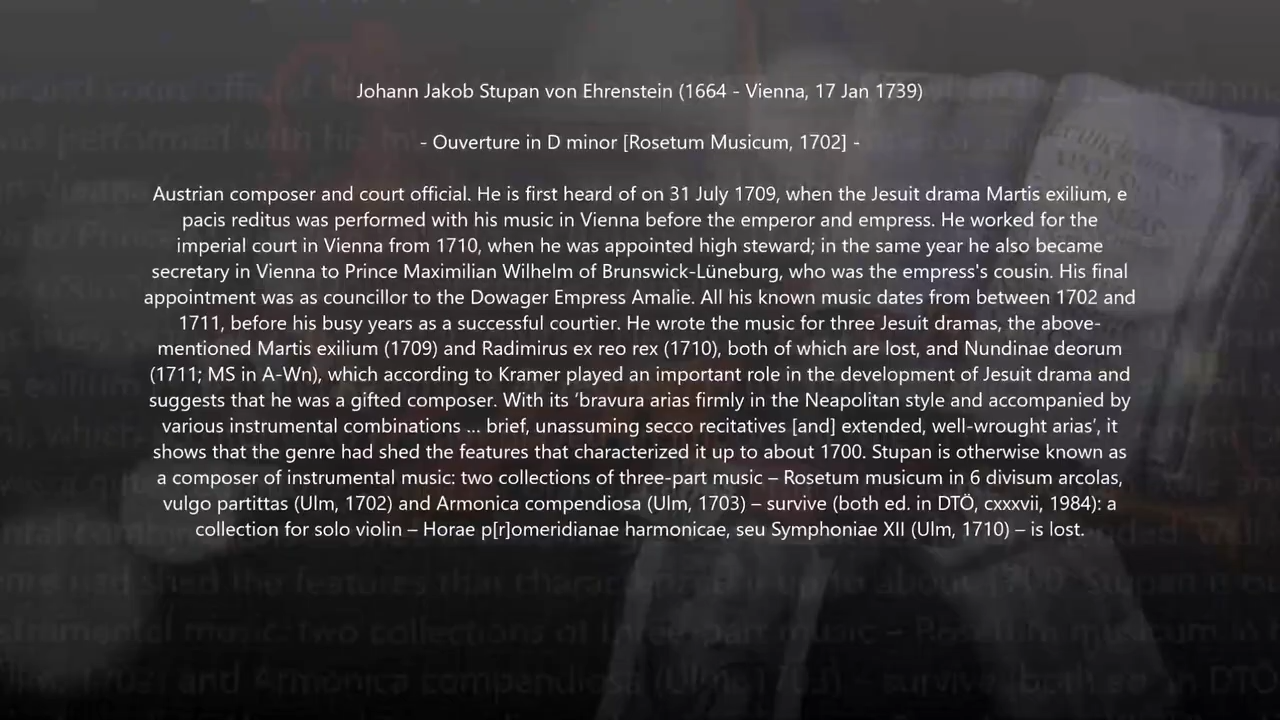 Johann Jakob Stupan von Ehrenstein (1664 - Vienna, 17 Jan 1739)
- Ouverture in D minor [Rosetum Musicum, 1702] -
Austrian composer and court official. He is first heard of on 31 July 1709, when the Jesuit drama Martis exilium, e
pacis reditus was performed with his music in Vienna before the emperor and empress. He worked for the
imperial court in Vienna from 1710, when he was appointed high steward; in the same year he also became
secretary in Vienna to Prince Maximilian Wilhelm of Brunswick-Lüneburg, who was the empress's cousin. His final
appointment was as councillor to the Dowager Empress Amalie. All his known music dates from between 1702 and
1711, before his busy years as a successful courtier. He wrote the music for three Jesuit dramas, the above-
mentioned Martis exilium (1709) and Radimirus ex reo rex (1710), both of which are lost, and Nundinae deorum
(1711; MS in A-Wn), which according to Kramer played an important role in the development of Jesuit drama and
suggests that he was a gifted composer. With its ‘bravura arias firmly in the Neapolitan style and accompanied by
various instrumental combinations ... brief, unassuming secco recitatives [and] extended, well-wrought arias’, it
shows that the genre had shed the features that characterized it up to about 1700. Stupan is otherwise known as
a composer of instrumental music: two collections of three-part music – Rosetum musicum in 6 divisum arcolas,
vulgo partittas (Ulm, 1702) and Armonica compendiosa (Ulm, 1703) – survive (both ed. in DTÖ, cxxxvii, 1984): a
collection for solo violin – Horae p[r]omeridianae harmonicae, seu Symphoniae XII (Ulm, 1710) – is lost.